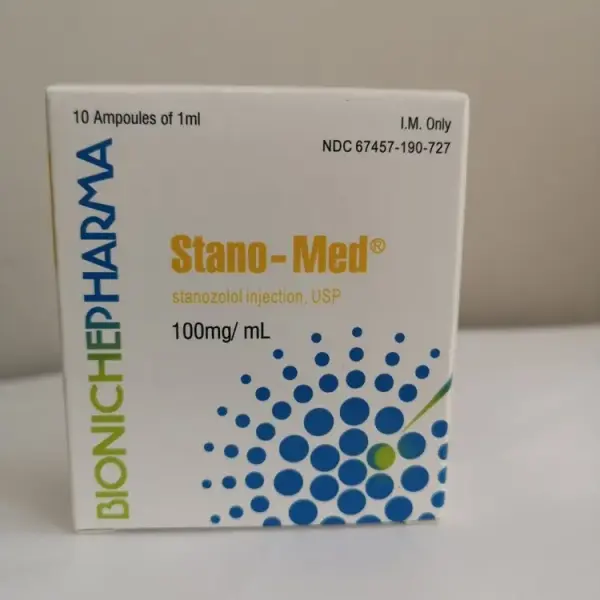 10 Ampoules of 1ml
I.M. Only
NDC 67457-190-727
BIONICHEPHARMA
Stano-Med®
stanozolol injection, USP
100mg/ mL